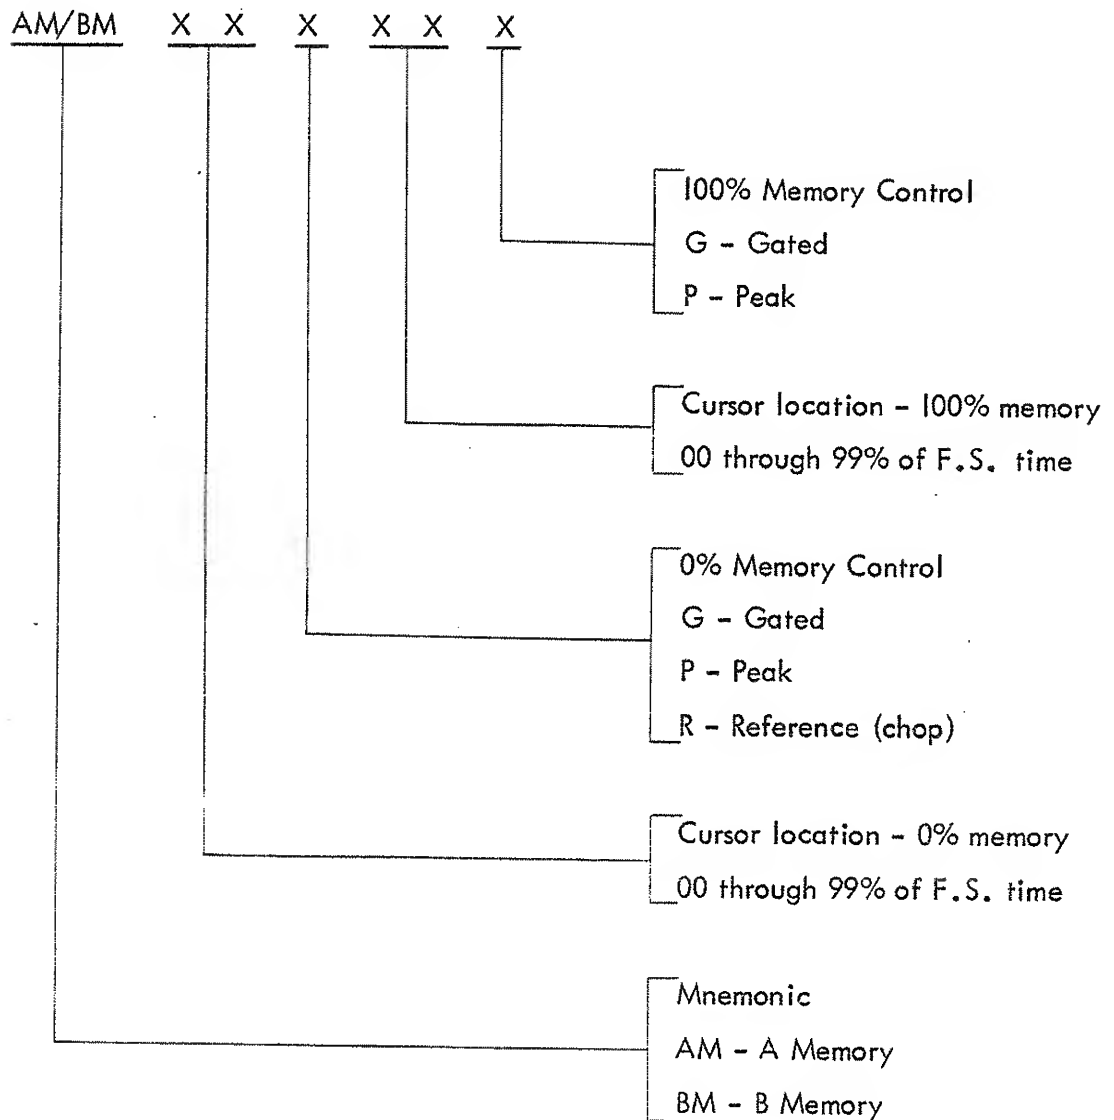 AM/BM X X X X X X
100% Memory Control
G - Gated
P - Peak
Cursor location - 100% memory
00 through 99% of F.S. time
0% Memory Control
G - Gated
P - Peak
R - Reference (chop)
Cursor location - 0% memory
00 through 99% of F.S. time
Mnemonic
AM - A Memory
BM - B Memory